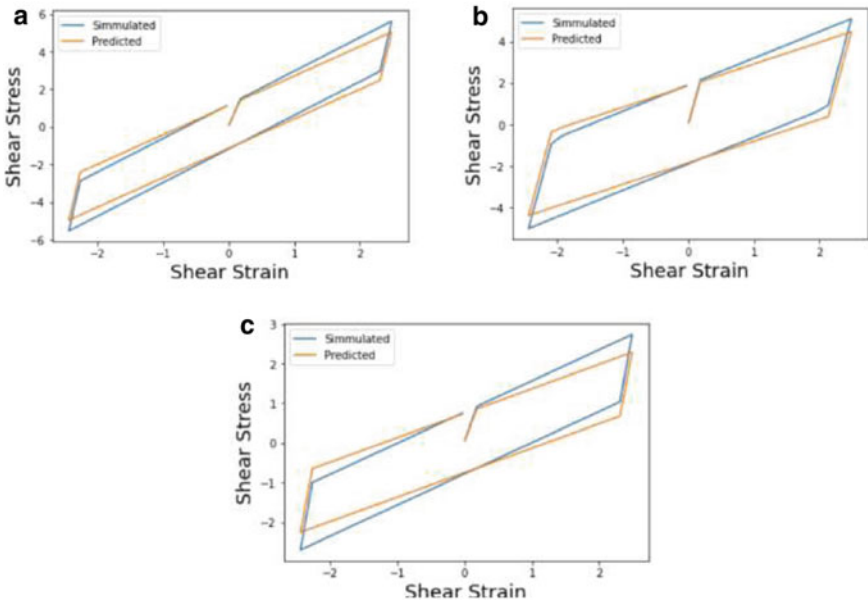 a
Simmulated
Predicted
Shear Stress
6
4
2
0
−2
−4
−6
−2
−1
0
1
2
Shear Strain
b
Simmulated
Predicted
Shear Stress
4
2
0
−2
−4
−2
−1
0
1
2
Shear Strain
c
Simmulated
Predicted
Shear Stress
3
2
1
0
−1
−2
−2
−1
0
1
2
Shear Strain